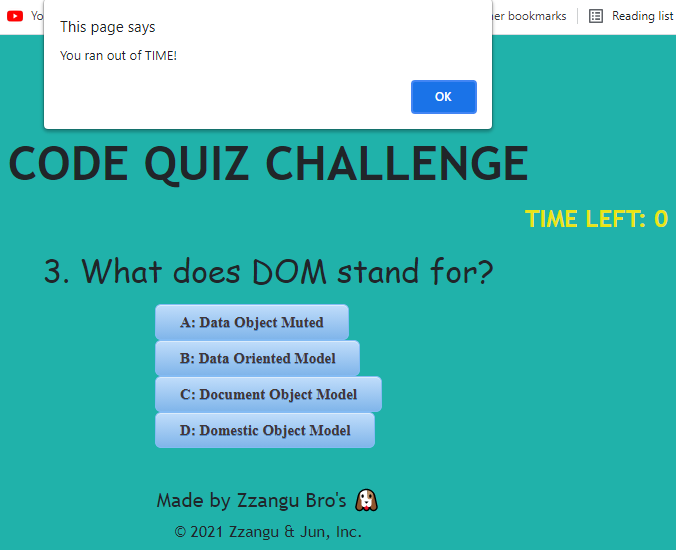 This page says
You ran out of TIME!
OK
Reading list
bookmarks
CODE QUIZ CHALLENGE
TIME LEFT: 0
3. What does DOM stand for?
A: Data Object Muted
B: Data Oriented Model
C: Document Object Model
D: Domestic Object Model
Made by Zzangu Bro's
© 2021 Zzangu & Jun, Inc.